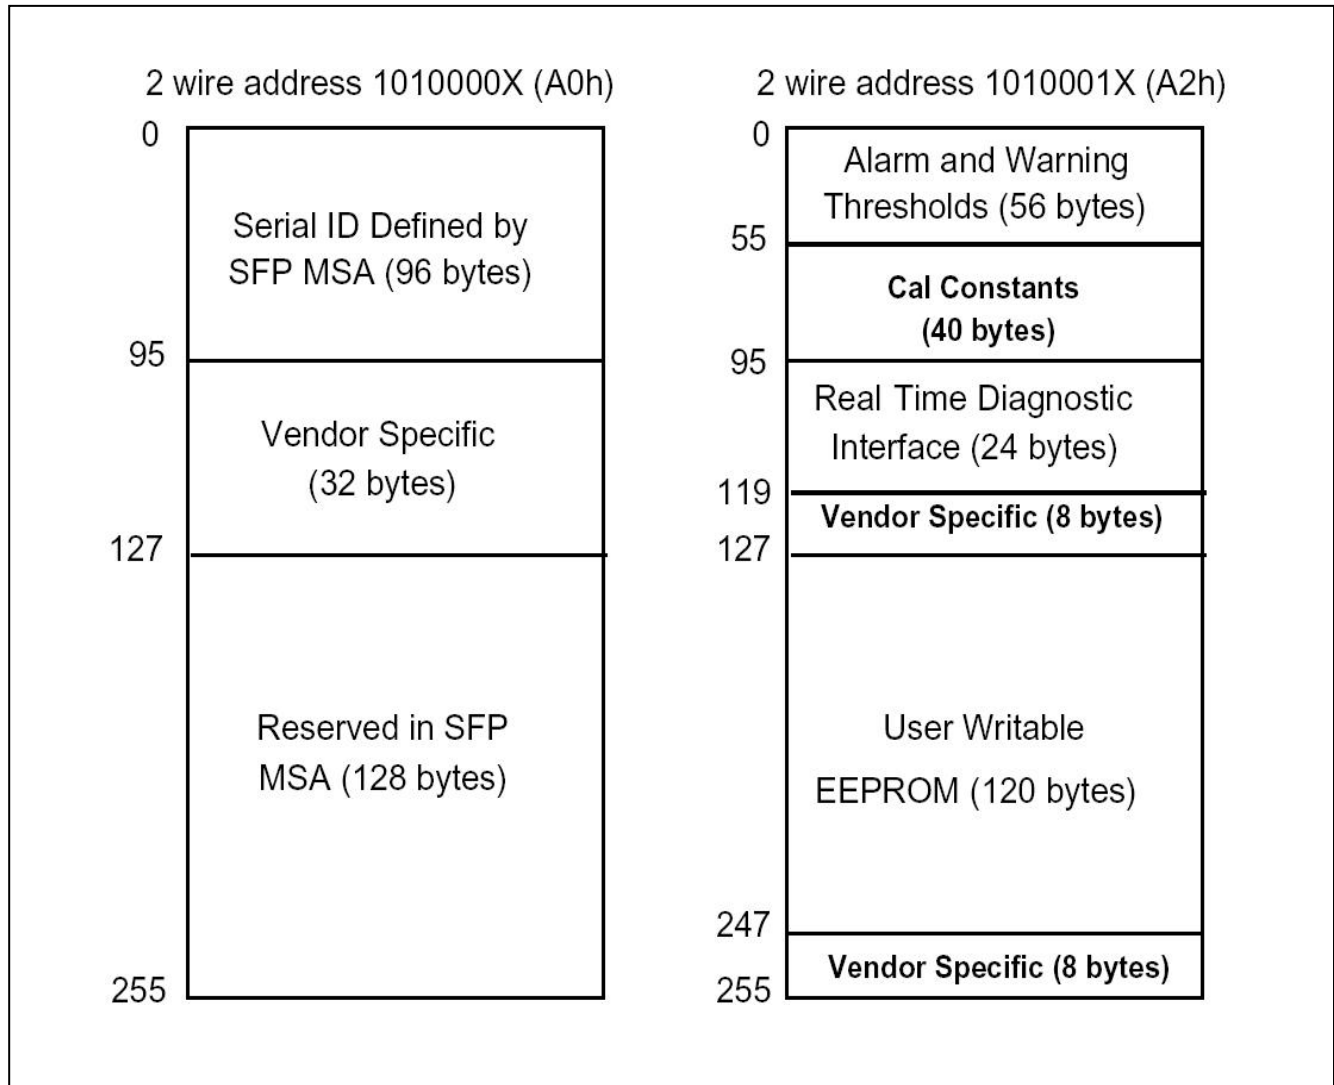 2 wire address 1010000X (A0h)
0
Serial ID Defined by
SFP MSA (96 bytes)
95
Vendor Specific
(32 bytes)
127
Reserved in SFP
MSA (128 bytes)
255
2 wire address 1010001X (A2h)
0
Alarm and Warning
Thresholds (56 bytes)
55
Cal Constants
(40 bytes)
95
Real Time Diagnostic
Interface (24 bytes)
119
Vendor Specific (8 bytes)
127
User Writable
EEPROM (120 bytes)
247
Vendor Specific (8 bytes)
255